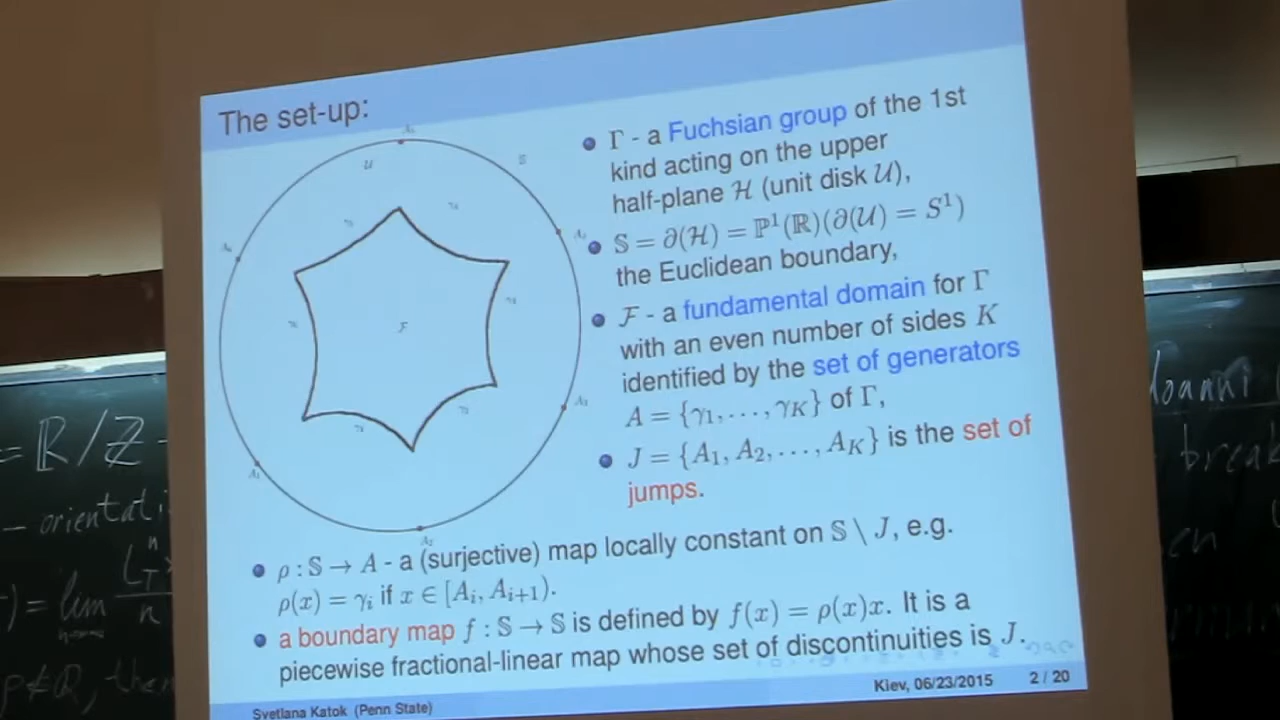 The set-up:
Γ - a Fuchsian group of the 1st
kind acting on the upper
half-plane ℋ (unit disk 𝒰),
𝕊 = ∂(ℋ) = ℙ¹(ℝ)(∂(𝒰) = S¹)
the Euclidean boundary,
ℱ - a fundamental domain for Γ
with an even number of sides K
identified by the set of generators
A = {γ₁, . . . , γ_K} of Γ,
J = {A₁, A₂, . . . , A_K} is the set of
jumps.
𝒰
𝕊
ℱ
ρ : 𝕊 → A - a (surjective) map locally constant on 𝕊 \ J, e.g.
ρ(x) = γᵢ if x ∈ [Aᵢ, Aᵢ₊₁).
a boundary map f : 𝕊 → 𝕊 is defined by f(x) = ρ(x)x. It is a
piecewise fractional-linear map whose set of discontinuities is J.
Svetlana Katok (Penn State)
Kiev, 06/23/2015
2 / 20
= ℝ/ℤ -
- orientati
) = lim
n
break